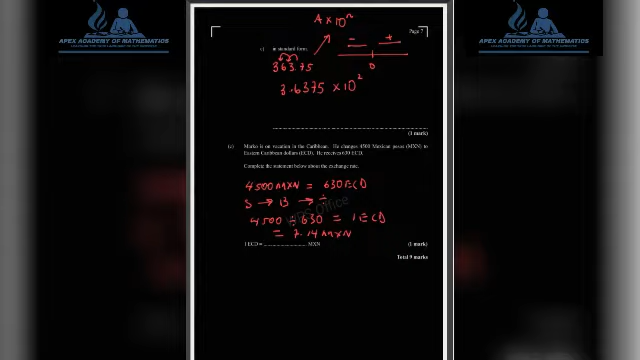 APEX ACADEMY OF MATHEMATICS
APEX ACADEMY OF MATHEMATICS
Page 7
A × 10ⁿ
- +
0
in standard form.
363.75
3.6375 × 10²
(1 mark)
Marko is on vacation in the Caribbean. He changes 4500 Mexican pesos (MXN) to
Eastern Caribbean dollars (ECD). He receives 630 ECD.
Complete the statement below about the exchange rate.
4500 MXN = 630 ECD
S → B → ÷
4500 ÷ 630 = 1 ECD
= 7.14 MXN
Office
1 ECD = .................... MXN (1 mark)
Total 9 marks